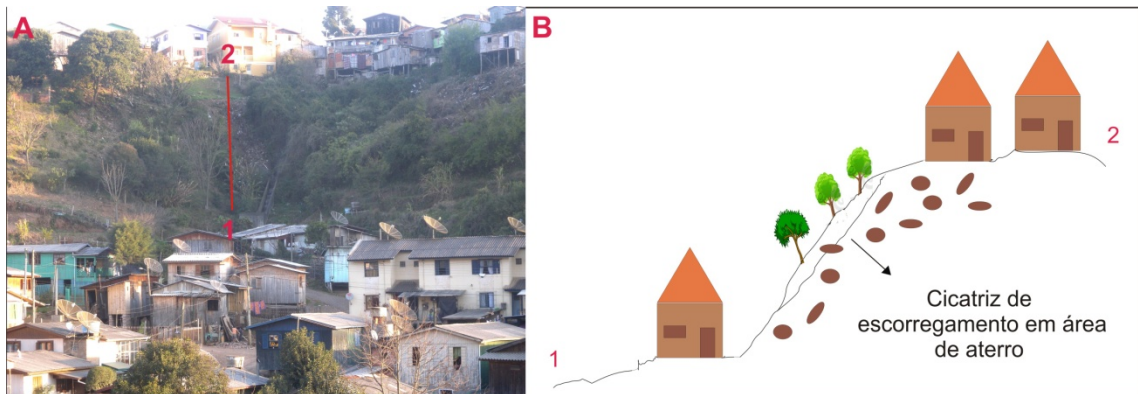 A
2
1
B
2
Cicatriz de
escorregamento em área
de aterro
1